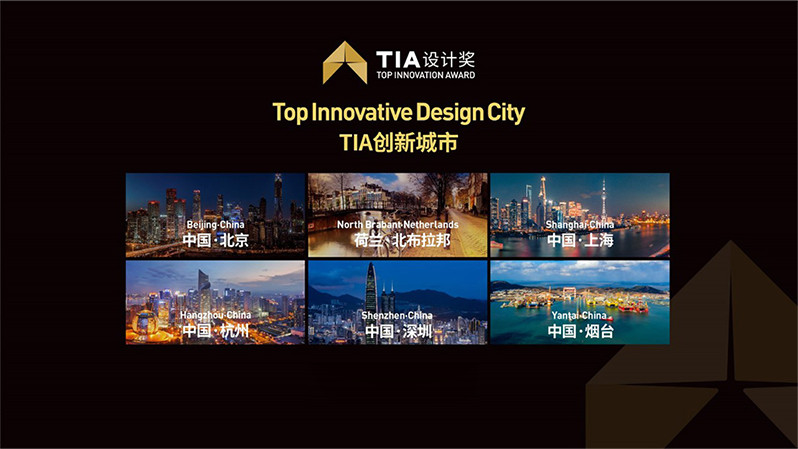 TIA设计奖
TOP INNOVATION AWARD
Top Innovative Design City
TIA创新城市
Beijing·China
中国·北京
North Brabant·Netherlands
荷兰·北布拉邦
Shanghai·China
中国·上海
Hangzhou·China
中国·杭州
Shenzhen·China
中国·深圳
Yantai·China
中国·烟台